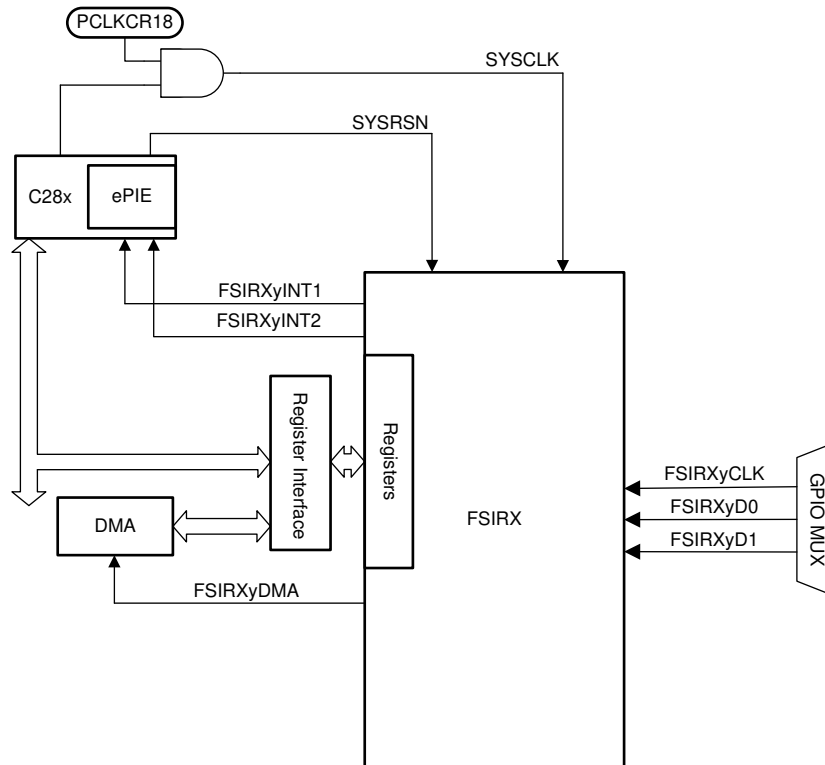 PCLKCR18
SYSCLK
SYSRSN
C28x
ePIE
FSIRXyINT1
FSIRXyINT2
Register Interface
Registers
FSIRX
FSIRXyCLK
FSIRXyD0
FSIRXyD1
GPIO MUX
DMA
FSIRXyDMA